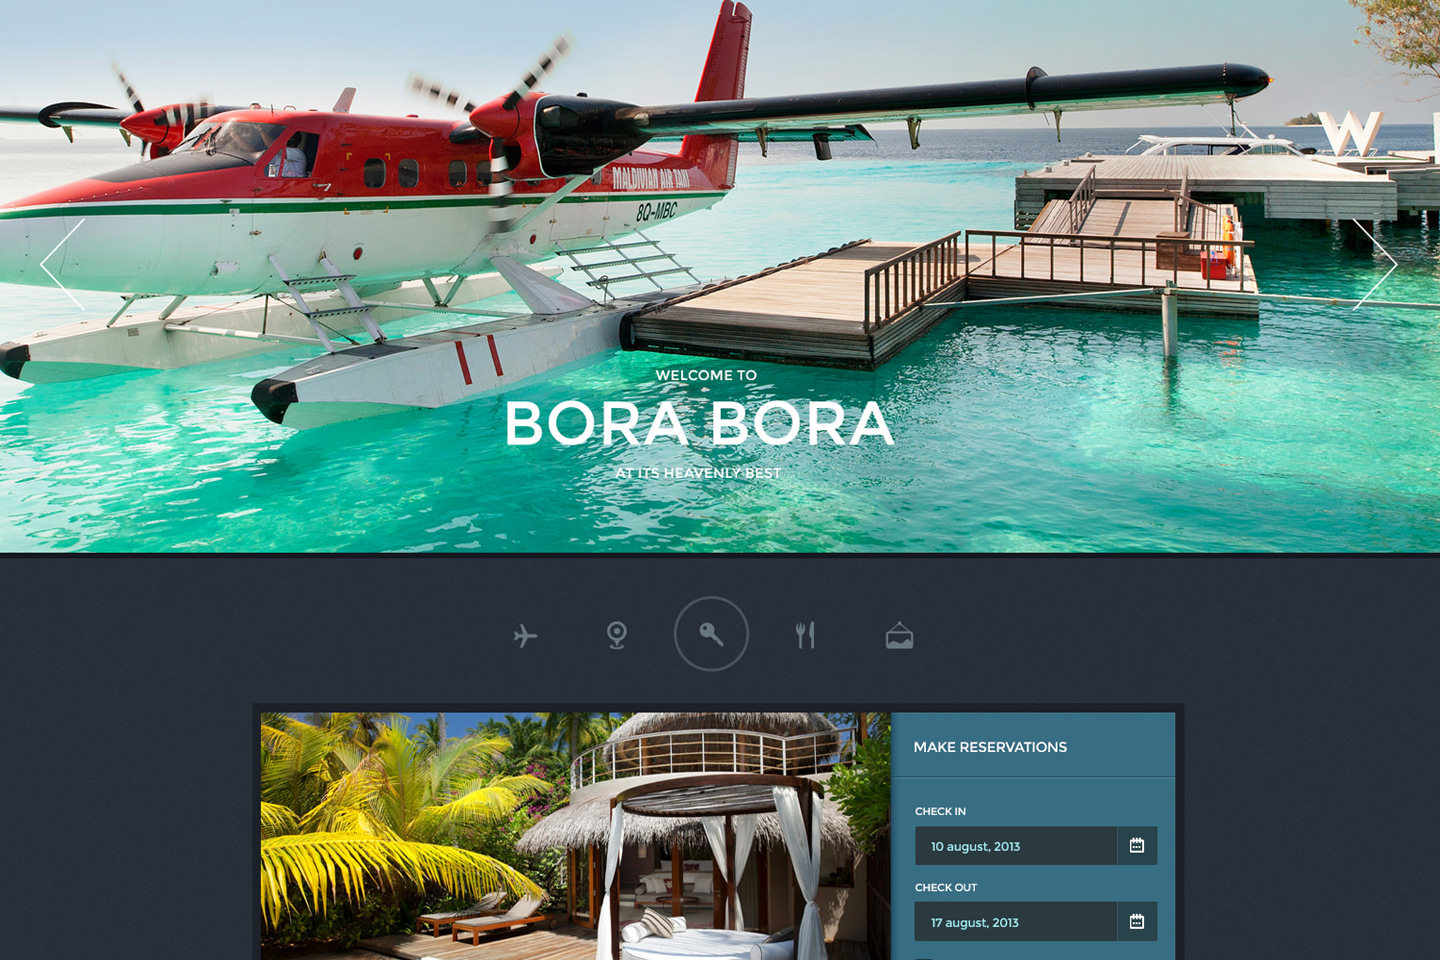 MALDIVIAN AIR TAXI
8Q-MBC
W
WELCOME TO
BORA BORA
AT ITS HEAVENLY BEST
MAKE RESERVATIONS
CHECK IN
10 august, 2013
CHECK OUT
17 august, 2013